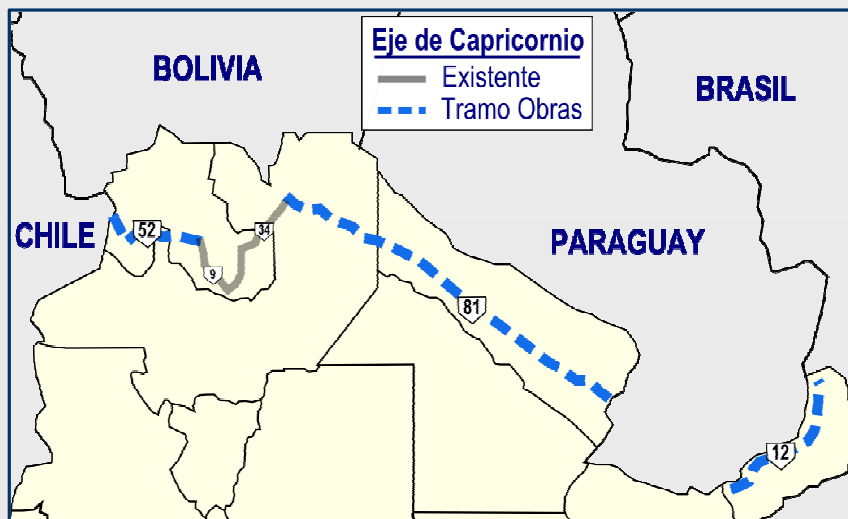 Eje de Capricornio
Existente
Tramo Obras
BOLIVIA
BRASIL
CHILE
52
34
9
PARAGUAY
81
12